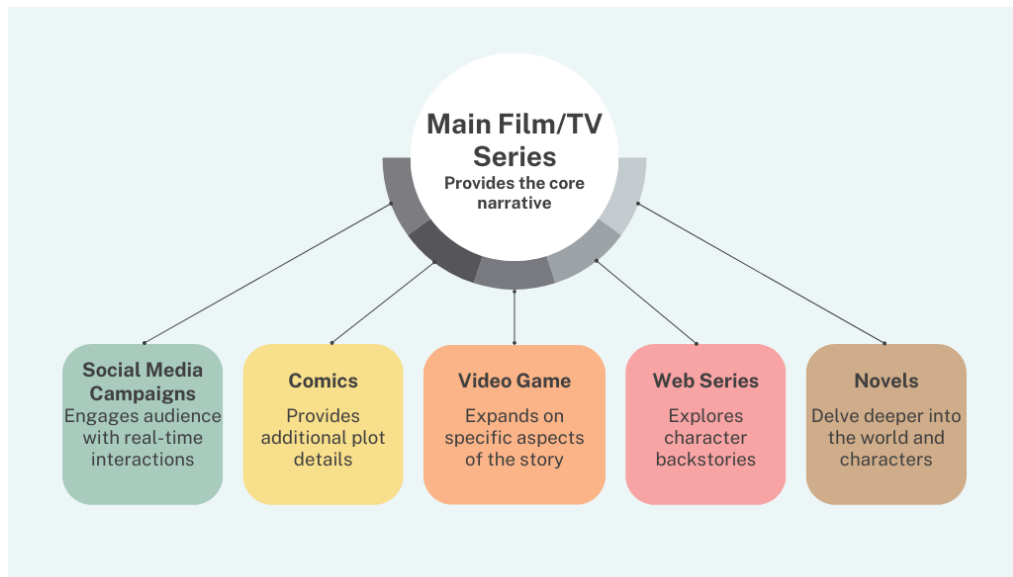 Main Film/TV
Series
Provides the core
narrative
Social Media
Campaigns
Engages audience
with real-time
interactions
Comics
Provides
additional plot
details
Video Game
Expands on
specific aspects
of the story
Web Series
Explores
character
backstories
Novels
Delve deeper into
the world and
characters